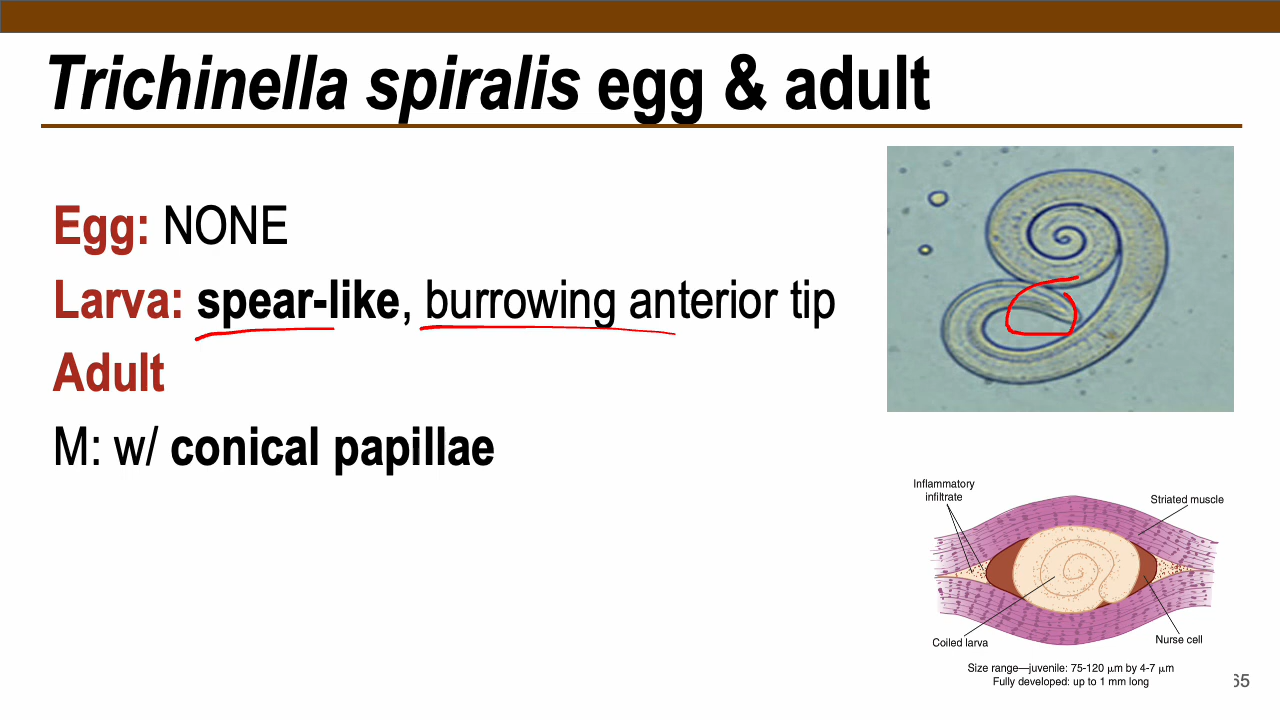 Trichinella spiralis egg & adult
Egg: NONE
Larva: spear-like, burrowing anterior tip
Adult
M: w/ conical papillae
Inflammatory
infiltrate
Striated muscle
Coiled larva
Nurse cell
Size range—juvenile: 75-120 μm by 4-7 μm
Fully developed: up to 1 mm long
65